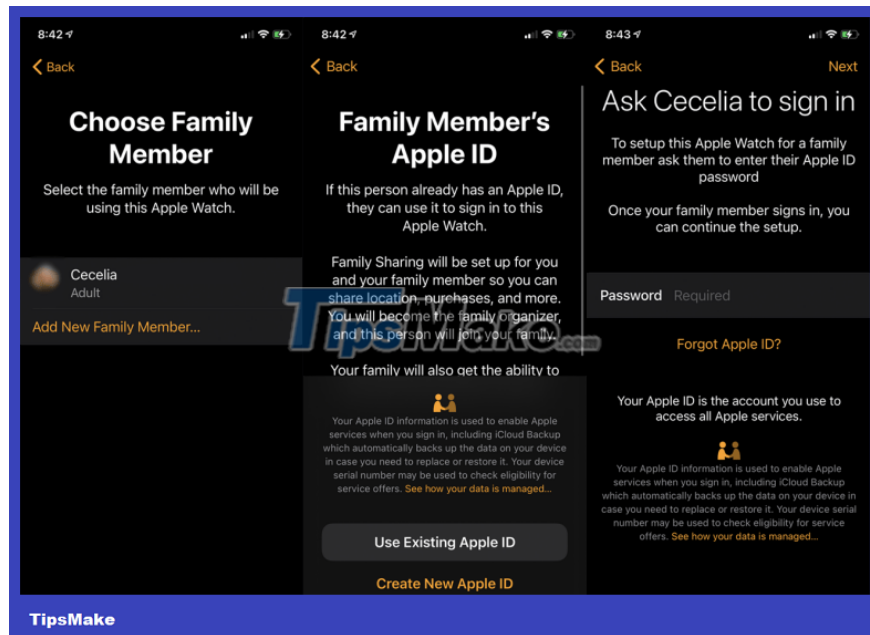 8:42
Back
Choose Family
Member
Select the family member who will be
using this Apple Watch.
Cecelia
Adult
Add New Family Member...
8:42
Back
Family Member's
Apple ID
If this person already has an Apple ID,
they can use it to sign in to this
Apple Watch.
Family Sharing will be set up for you
and your family member so you can
share location, purchases, and more.
You will become the family organizer,
and this person will join your family.
Your family will also get the ability to
Your Apple ID information is used to enable Apple
services when you sign in, including iCloud Backup
which automatically backs up the data on your device
in case you need to replace or restore it. Your device
serial number may be used to check eligibility for
service offers. See how your data is managed...
Use Existing Apple ID
Create New Apple ID
8:43
Back
Next
Ask Cecelia to sign in
To setup this Apple Watch for a family
member ask them to enter their Apple ID
password
Once your family member signs in, you
can continue the setup.
Password Required
Forgot Apple ID?
Your Apple ID is the account you use to
access all Apple services.
Your Apple ID information is used to enable Apple
services when you sign in, including iCloud Backup
which automatically backs up the data on your device in
case you need to replace or restore it. Your device serial
number may be used to check eligibility for service
offers. See how your data is managed...
TipsMake.com
TipsMake